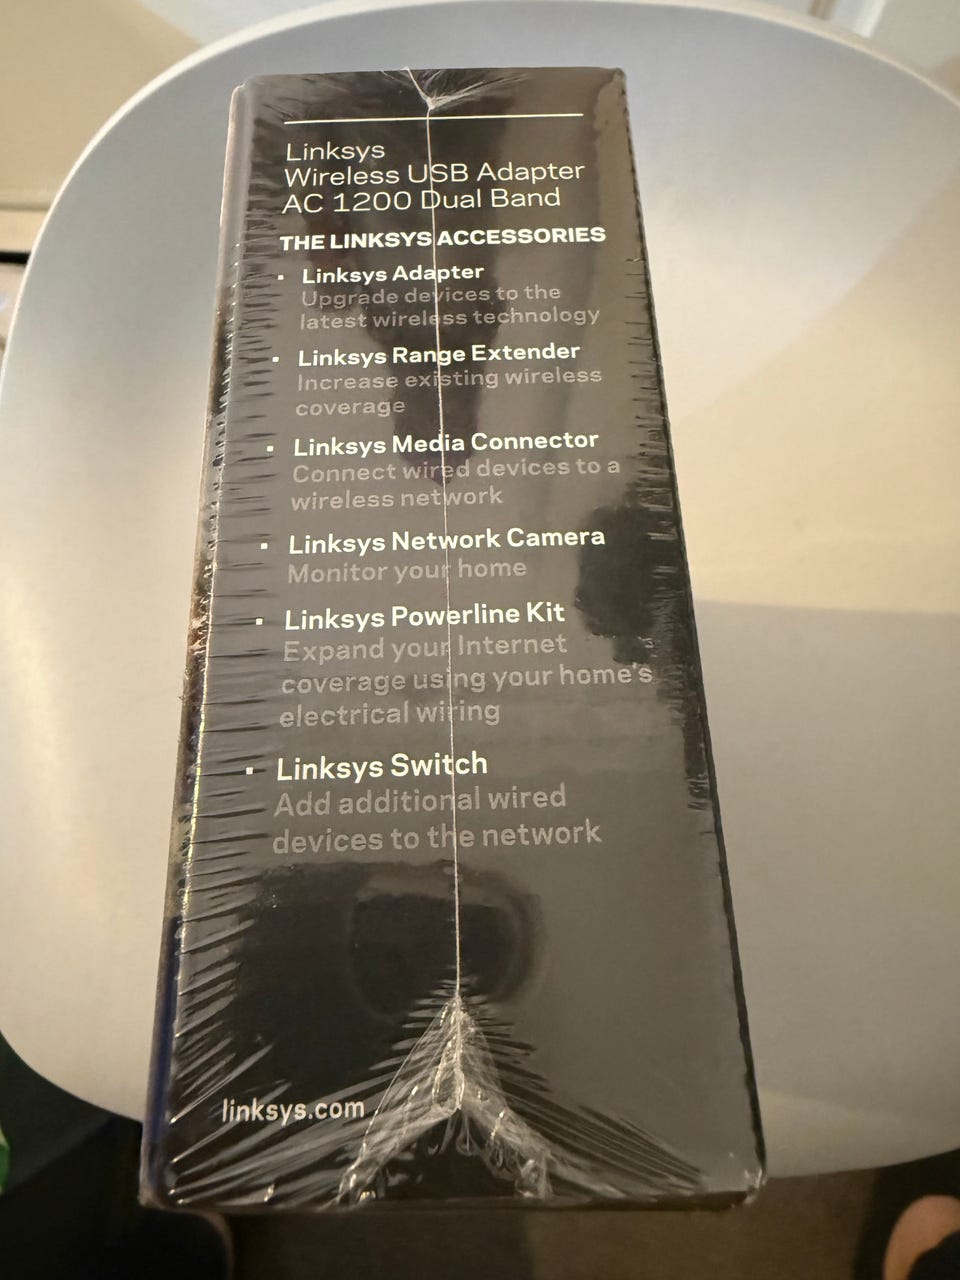 Linksys
Wireless USB Adapter
AC 1200 Dual Band
THE LINKSYS ACCESSORIES
▪ Linksys Adapter
Upgrade devices to the
latest wireless technology
▪ Linksys Range Extender
Increase existing wireless
coverage
▪ Linksys Media Connector
Connect wired devices to a
wireless network
▪ Linksys Network Camera
Monitor your home
▪ Linksys Powerline Kit
Expand your Internet
coverage using your home's
electrical wiring
▪ Linksys Switch
Add additional wired
devices to the network
linksys.com